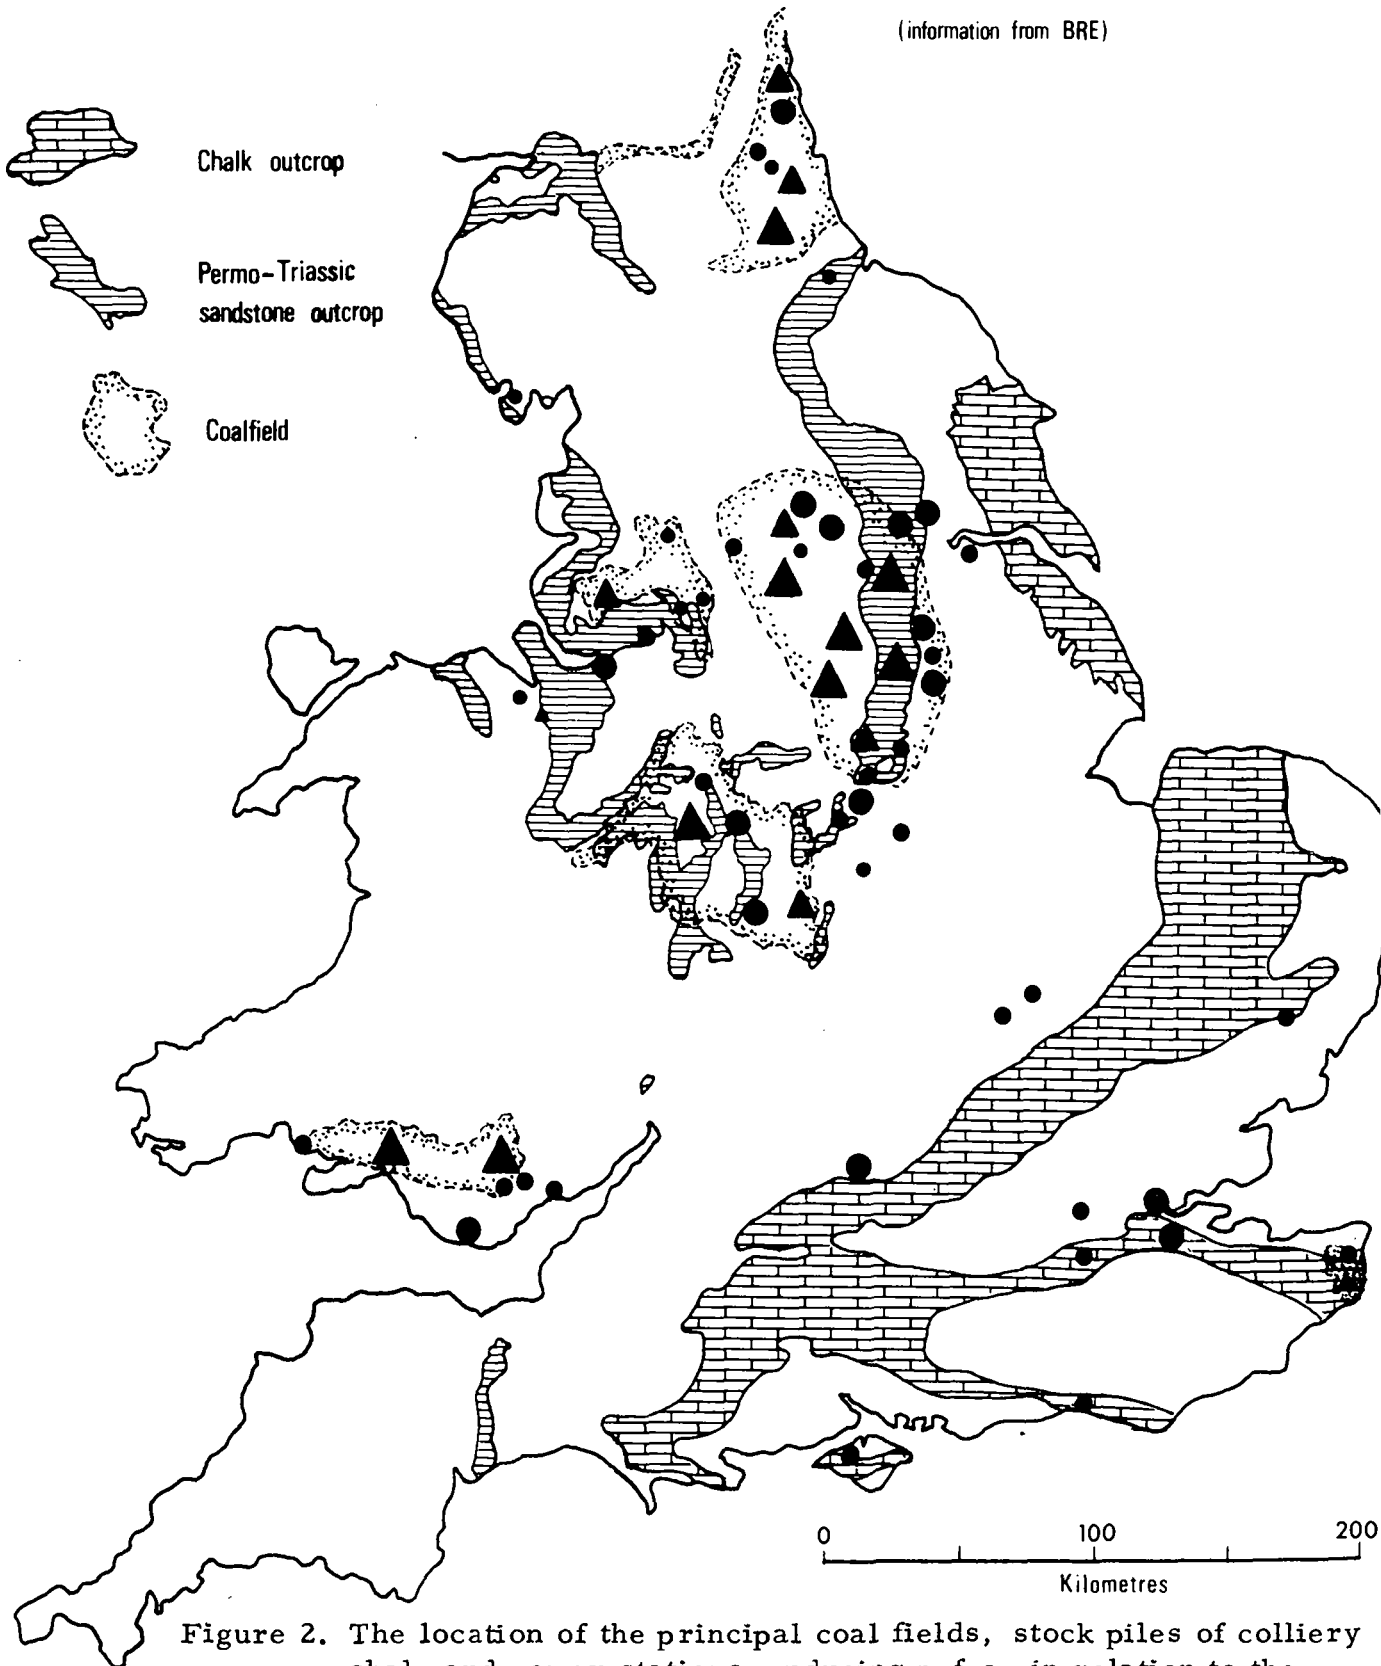 (information from BRE)
Chalk outcrop
Permo-Triassic
sandstone outcrop
Coalfield
0 100 200
Kilometres
Figure 2. The location of the principal coal fields, stock piles of colliery